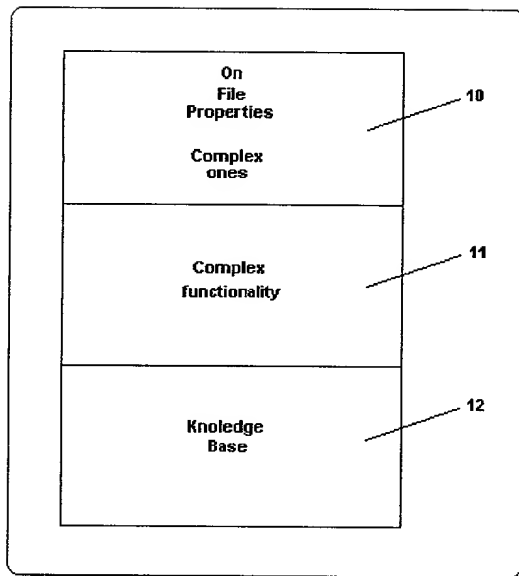 On
File
Properties
10
Complex
ones
Complex
functionality
11
Knoledge
Base
12